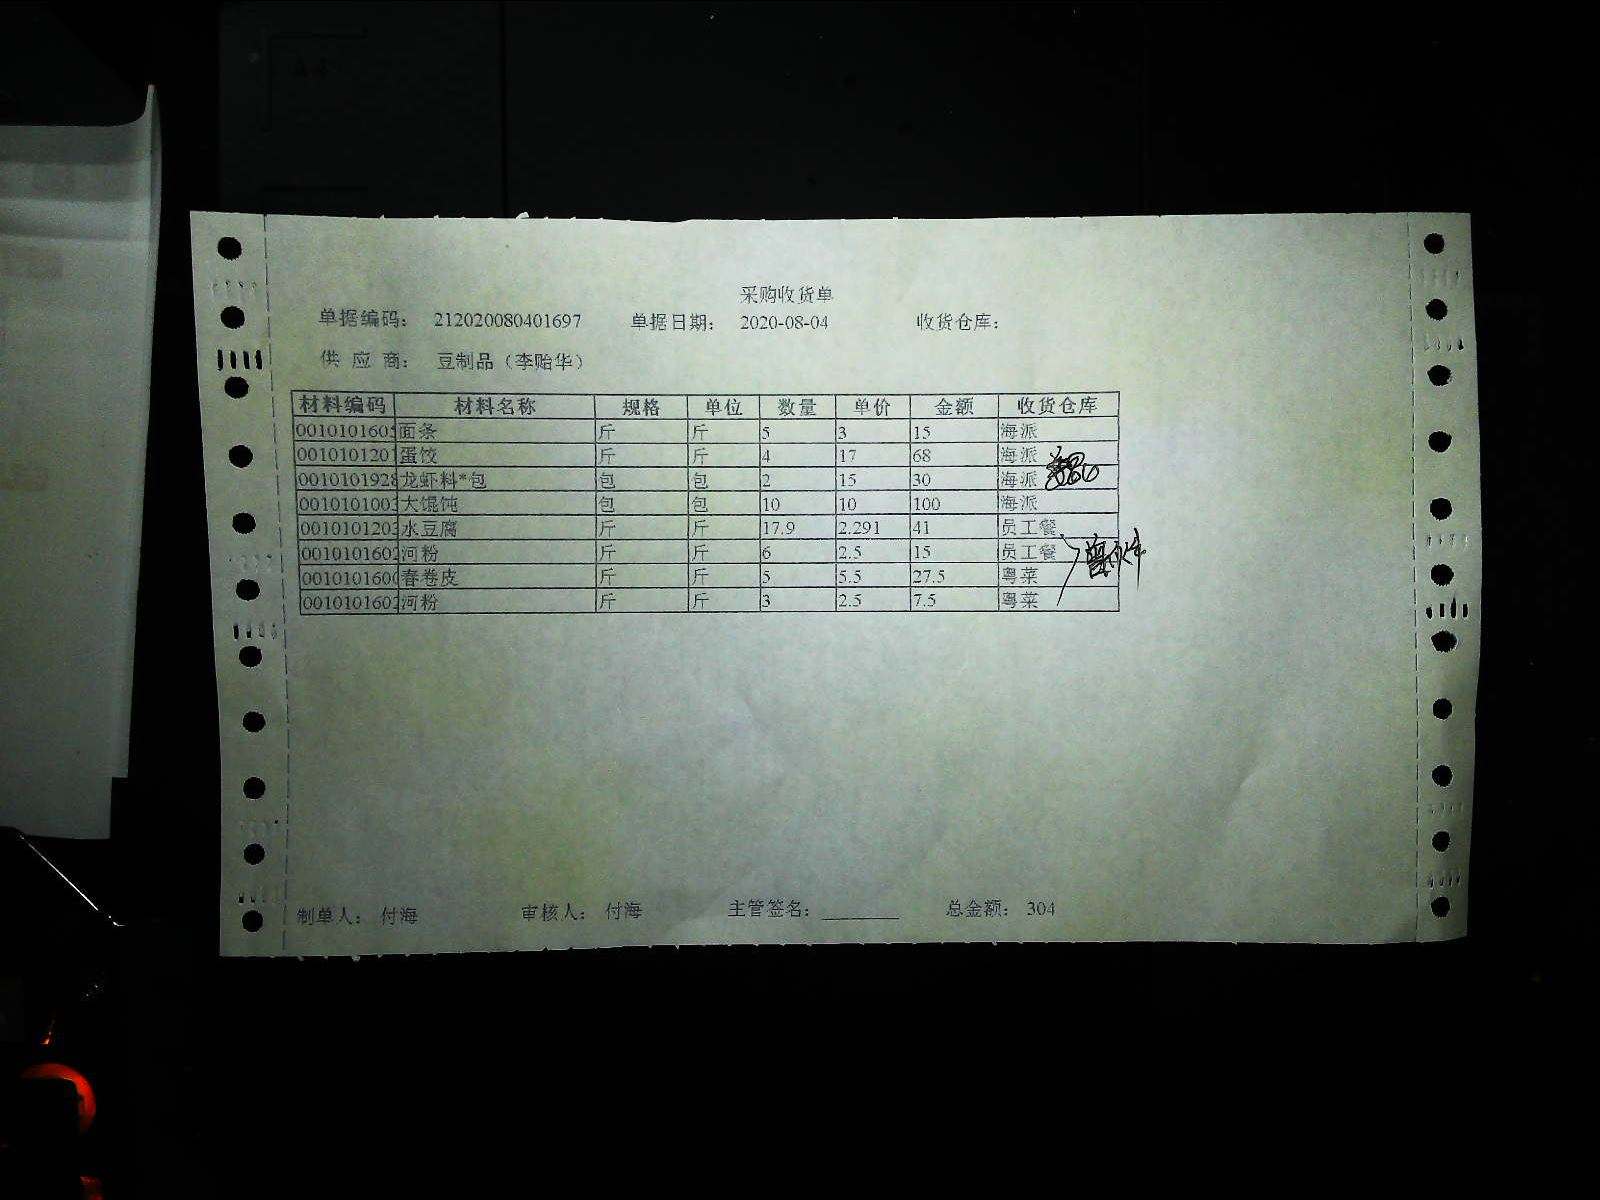 采购收货单
单据编码: 212020080401697 单据日期: 2020-08-04 收货仓库:
供 应 商: 豆制品（李贻华）
材料编码 材料名称 规格 单位 数量 单价 金额 收货仓库
0010101605 面条 斤 斤 5 3 15 海派
0010101201 蛋饺 斤 斤 4 17 68 海派
0010101928 龙虾料*包 包 包 2 15 30 海派
0010101003 大馄饨 包 包 10 10 100 海派
0010101203 水豆腐 斤 斤 17.9 2.291 41 员工餐
0010101602 河粉 斤 斤 6 2.5 15 员工餐
0010101600 春卷皮 斤 斤 5 5.5 27.5 粤菜
0010101602 河粉 斤 斤 3 2.5 7.5 粤菜
制单人: 付海 审核人: 付海 主管签名: 总金额: 304